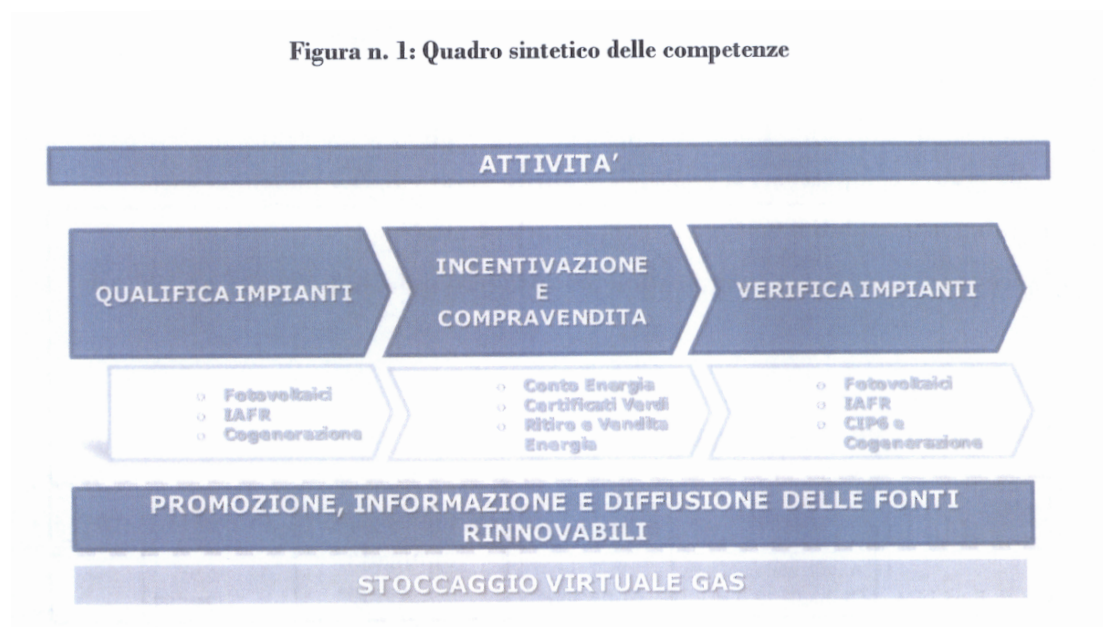 Figura n. 1: Quadro sintetico delle competenze
ATTIVITA’
QUALIFICA IMPIANTI
INCENTIVAZIONE
E
COMPRAVENDITA
VERIFICA IMPIANTI
o Fotovoltaici
o IAFR
o Cogenerazione
o Conto Energia
o Certificati Verdi
o Ritiro e Vendita
Energia
o Fotovoltaici
o IAFR
o CIP6 e
Cogenerazione
PROMOZIONE, INFORMAZIONE E DIFFUSIONE DELLE FONTI
RINNOVABILI
STOCCAGGIO VIRTUALE GAS